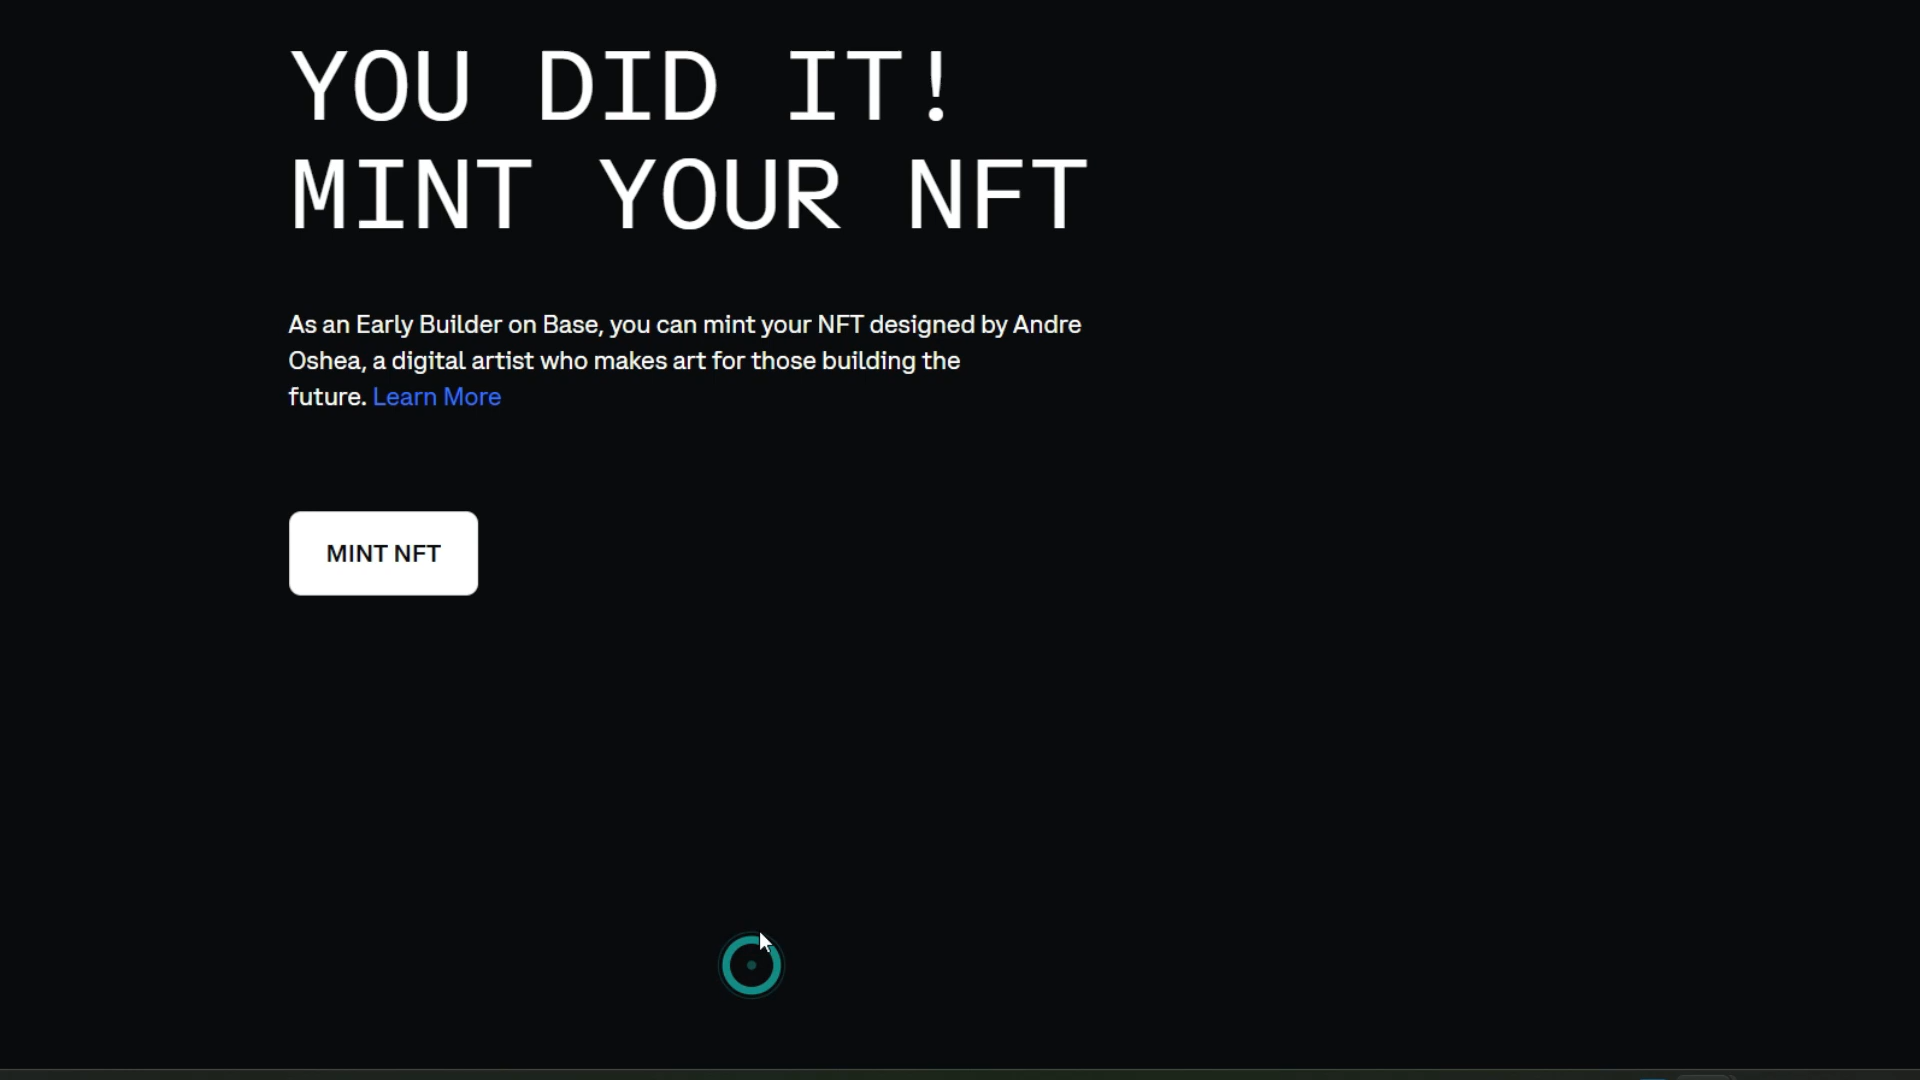 YOU DID IT!
MINT YOUR NFT
As an Early Builder on Base, you can mint your NFT designed by Andre
Oshea, a digital artist who makes art for those building the
future. Learn More
MINT NFT